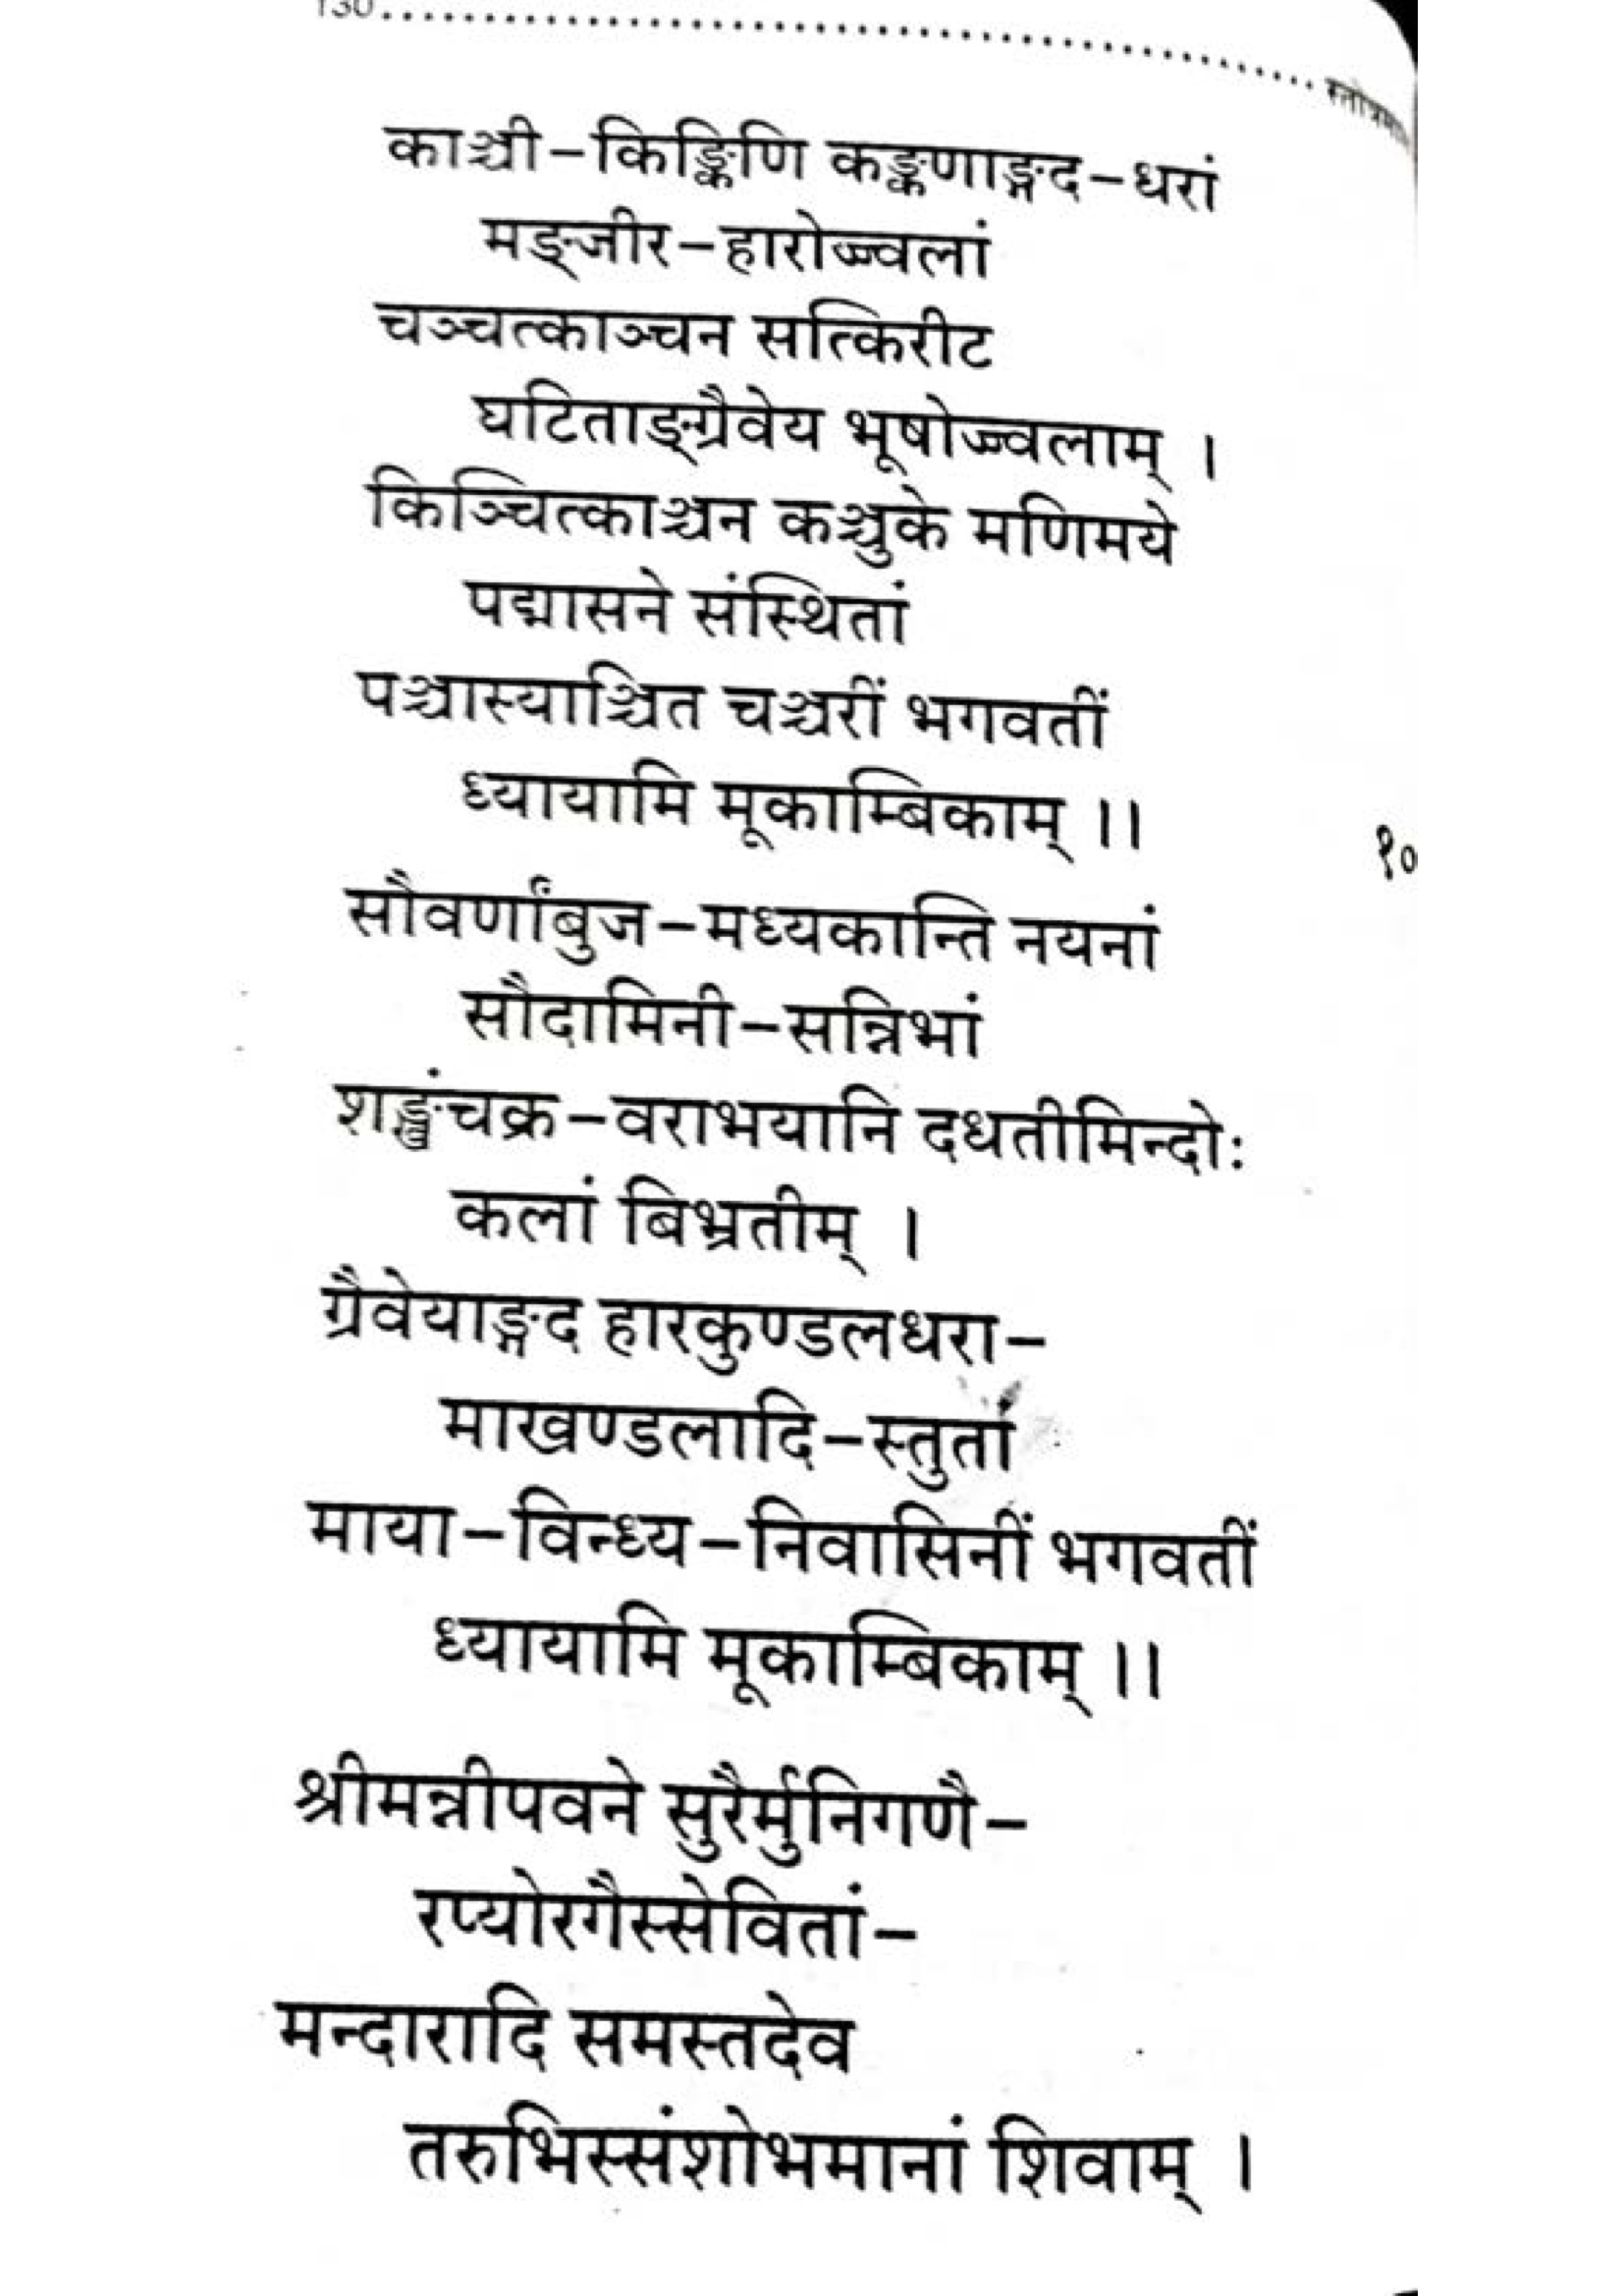 130
काञ्ची-किङ्किणि कङ्कणाङ्गद-धरां
मङ्जीर-हारोज्ज्वलां
चञ्चत्काञ्चन सत्किरीट
घटिताङ्ग्रैवेय भूषोज्ज्वलाम् ।
किञ्चित्काञ्चन कञ्चुके मणिमये
पद्मासने संस्थितां
पञ्चास्याञ्चित चञ्चरीं भगवतीं
ध्यायामि मूकाम्बिकाम् ।।
१०
सौवर्णांबुज-मध्यकान्ति नयनां
सौदामिनी-सन्निभां
शङ्खंचक्र-वराभयानि दधतीमिन्दोः
कलां बिभ्रतीम् ।
ग्रैवेयाङ्गद हारकुण्डलधरा-
माखण्डलादि-स्तुतां
माया-विन्ध्य-निवासिनीं भगवतीं
ध्यायामि मूकाम्बिकाम् ।।
श्रीमन्नीपवने सुरैर्मुनिगणै-
रप्योरगैस्सेवितां-
मन्दारादि समस्तदेव
तरुभिस्संशोभमानां शिवाम् ।